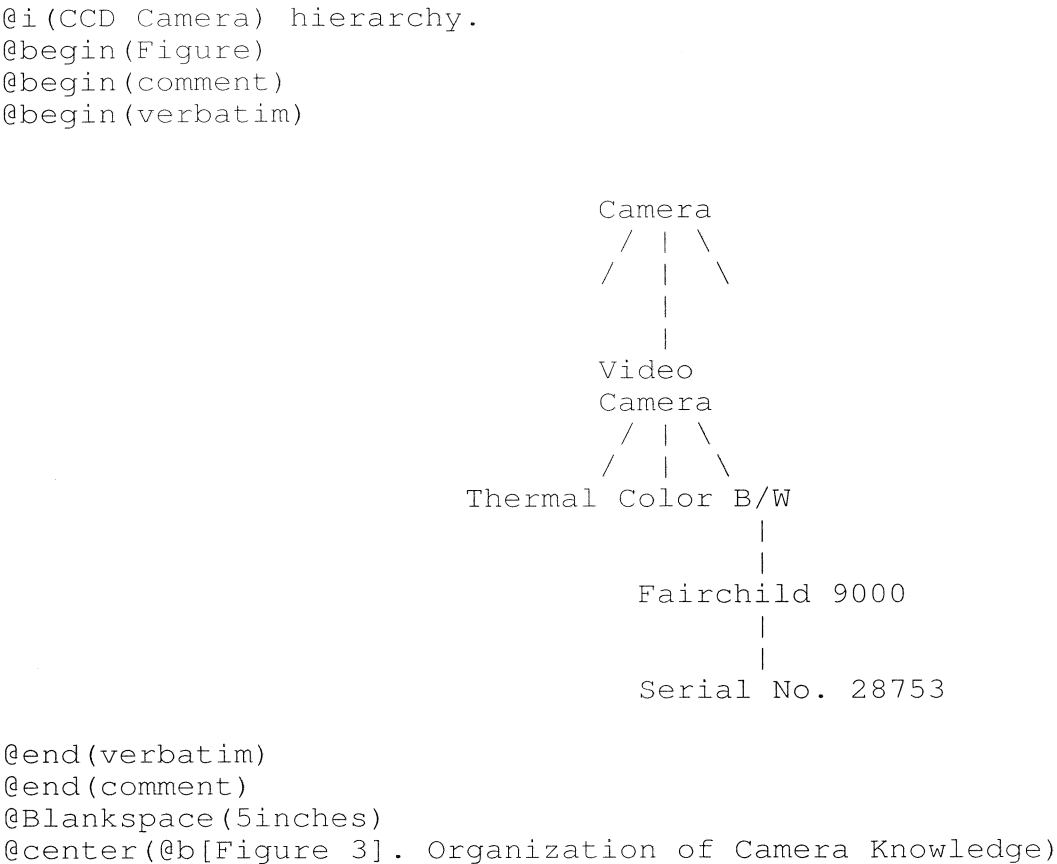 @i(CCD Camera) hierarchy.
@begin(Figure)
@begin(comment)
@begin(verbatim)
Camera
/ | \
/ | \
|
|
Video
Camera
/ | \
/ | \
Thermal Color B/W
|
|
Fairchild 9000
|
|
Serial No. 28753
@end(verbatim)
@end(comment)
@Blankspace(5inches)
@center(@b[Figure 3]. Organization of Camera Knowledge)